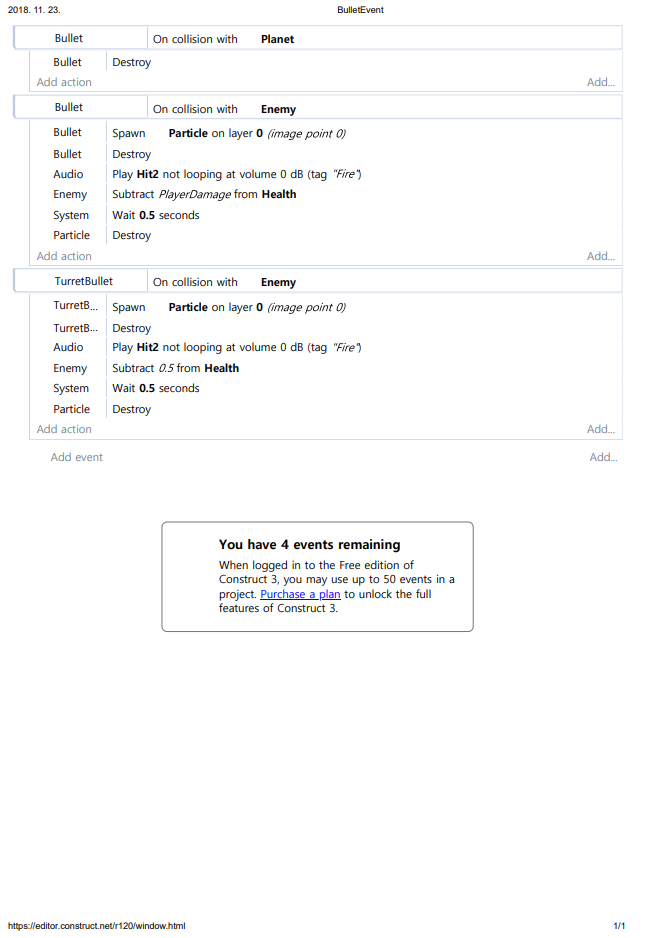 2018. 11. 23. BulletEvent
Bullet On collision with Planet
Bullet Destroy
Add action Add...
Bullet On collision with Enemy
Bullet Spawn Particle on layer 0 (image point 0)
Bullet Destroy
Audio Play Hit2 not looping at volume 0 dB (tag "Fire")
Enemy Subtract PlayerDamage from Health
System Wait 0.5 seconds
Particle Destroy
Add action Add...
TurretBullet On collision with Enemy
TurretB... Spawn Particle on layer 0 (image point 0)
TurretB... Destroy
Audio Play Hit2 not looping at volume 0 dB (tag "Fire")
Enemy Subtract 0.5 from Health
System Wait 0.5 seconds
Particle Destroy
Add action Add...
Add event Add...
You have 4 events remaining
When logged in to the Free edition of
Construct 3, you may use up to 50 events in a
project. Purchase a plan to unlock the full
features of Construct 3.
https://editor.construct.net/r120/window.html 1/1